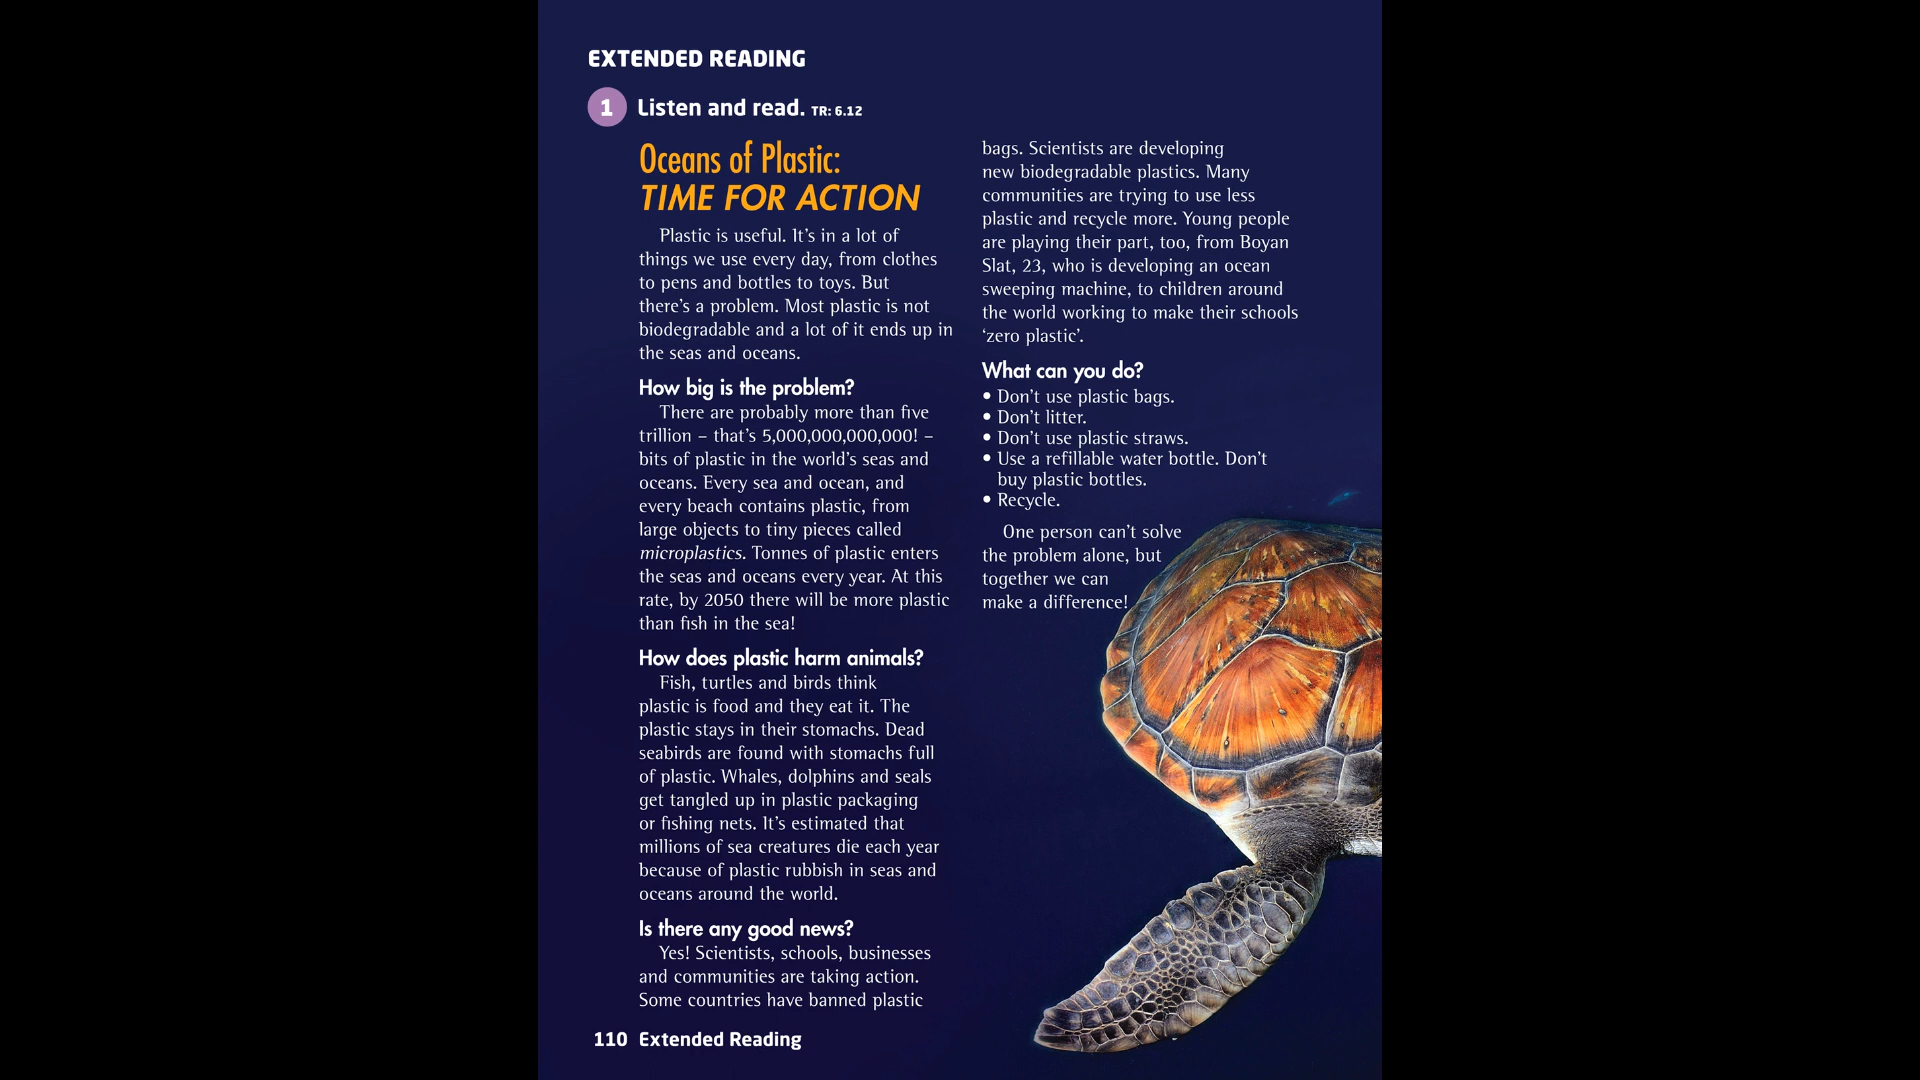 EXTENDED READING
1 Listen and read. TR: 6.12
Oceans of Plastic:
TIME FOR ACTION
Plastic is useful. It's in a lot of
things we use every day, from clothes
to pens and bottles to toys. But
there's a problem. Most plastic is not
biodegradable and a lot of it ends up in
the seas and oceans.
How big is the problem?
There are probably more than five
trillion – that's 5,000,000,000,000! –
bits of plastic in the world's seas and
oceans. Every sea and ocean, and
every beach contains plastic, from
large objects to tiny pieces called
microplastics. Tonnes of plastic enters
the seas and oceans every year. At this
rate, by 2050 there will be more plastic
than fish in the sea!
How does plastic harm animals?
Fish, turtles and birds think
plastic is food and they eat it. The
plastic stays in their stomachs. Dead
seabirds are found with stomachs full
of plastic. Whales, dolphins and seals
get tangled up in plastic packaging
or fishing nets. It's estimated that
millions of sea creatures die each year
because of plastic rubbish in seas and
oceans around the world.
Is there any good news?
Yes! Scientists, schools, businesses
and communities are taking action.
Some countries have banned plastic
bags. Scientists are developing
new biodegradable plastics. Many
communities are trying to use less
plastic and recycle more. Young people
are playing their part, too, from Boyan
Slat, 23, who is developing an ocean
sweeping machine, to children around
the world working to make their schools
'zero plastic'.
What can you do?
• Don't use plastic bags.
• Don't litter.
• Don't use plastic straws.
• Use a refillable water bottle. Don't
buy plastic bottles.
• Recycle.
One person can't solve
the problem alone, but
together we can
make a difference!
110 Extended Reading